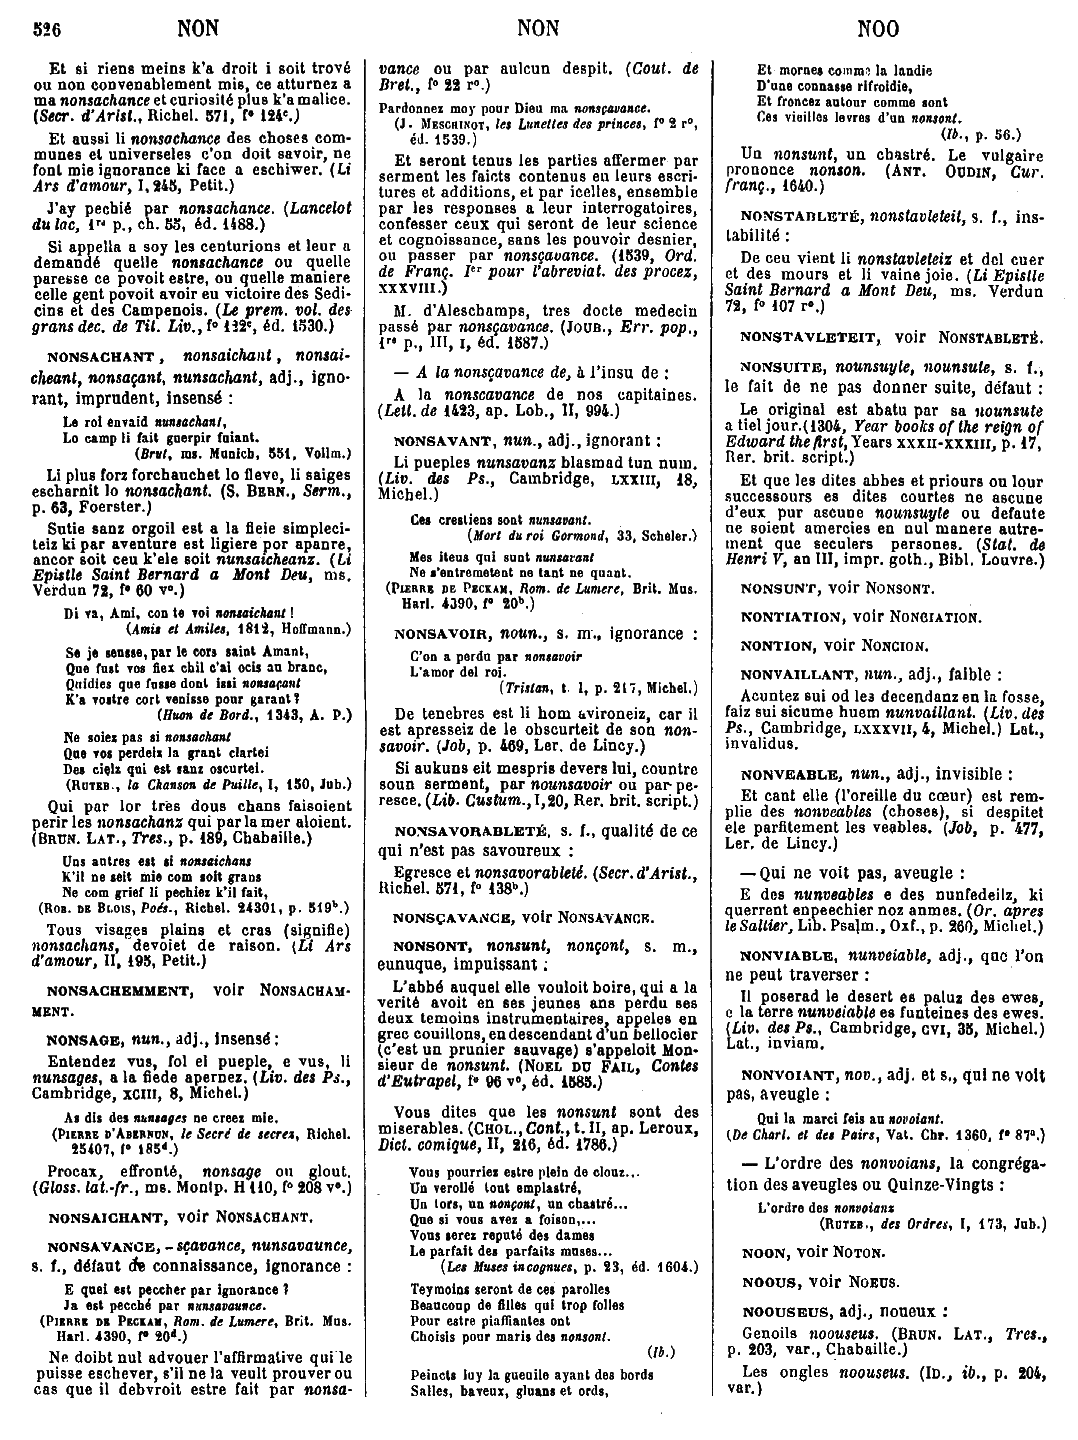 526 NON NON NOO
Et si riens meins k'a droit i soit trové
ou non convenablement mis, ce atturnez a
ma nonsachance et curiosité plus k'a malice.
(Secr. d'Arist., Richel. 571, f° 124ᶜ.)
Et aussi li nonsachance des choses com-
munes et universeles c'on doit savoir, ne
font mie ignorance ki face a eschiwer. (Li
Ars d'amour, I, 245, Petit.)
J'ay pechié par nonsachance. (Lancelot
du lac, 1ʳᵉ p., ch. 55, éd. 1488.)
Si appella a soy les centurions et leur a
demandé quelle nonsachance ou quelle
paresse ce povoit estre, ou quelle maniere
celle gent povoit avoir eu victoire des Sedi-
cins et des Campenois. (Le prem. vol. des
grans dec. de Tit. Liv., f° 122ᶜ, éd. 1530.)
NONSACHANT, nonsaichant, nonsai-
cheant, nonsaçant, nunsachant, adj., igno-
rant, imprudent, insensé :
Le roi envaid nunsachant,
Lo camp li fait guerpir fuiant.
(Brut, ms. Munich, 551, Vollm.)
Li plus forz forchauchet lo fleve, li saiges
escharnit lo nonsachant. (S. BERN., Serm.,
p. 63, Foerster.)
Sutie sanz orgoil est a la fleie simpleci-
teiz ki par aventure est ligiere por apanre,
ancor soit ceu k'ele soit nunsaicheanz. (Li
Epistle Saint Bernard a Mont Deu, ms.
Verdun 72, f° 60 v°.)
Di va, Ami, con te voi nonsaichant !
(Amis et Amiles, 1812, Hoffmann.)
Se je seusse, par le cors saint Amant,
Que fust vos fiex chil c'ai ocis au branc,
Quidies que fusse dont issi nonsaçant
K'a vostre cort venisse pour garant ?
(Huon de Bord., 1343, A. P.)
Ne soiez pas si nonsachant
Que vos perdeiz la grant clartei
Des cielz qui est sanz oscurtei.
(RUTEB., la Chanson de Puille, I, 150, Jub.)
Qui par lor très dous chans faisoient
perir les nonsachanz qui par la mer aloient.
(BRUN. LAT., Tres., p. 189, Chabaille.)
Uns autres est si nonsaichans
K'il ne seit mie com soit grans
Ne com grief li pechiez k'il fait,
(ROB. DE BLOIS, Poés., Richel. 24301, p. 519ᵇ.)
Tous visages plains et cras (signifie)
nonsachans, devoiet de raison. (Li Ars
d'amour, II, 195, Petit.)
NONSACHEMMENT, voir NONSACHAM-
MENT.
NONSAGE, nun., adj., insensé :
Entendez vus, fol el pueple, e vus, li
nunsages, a la fiede apernez. (Liv. des Ps.,
Cambridge, XCIII, 8, Michel.)
As dis des nunsages ne creez mie.
(PIERRE D'ABERNUN, le Secré de secrez, Richel.
25407, f° 185ᵈ.)
Procax, effronté, nonsage ou glout.
(Gloss. lat.-fr., ms. Montp. H 110, f° 208 v°.)
NONSAICHANT, voir NONSACHANT.
NONSAVANCE, -sçavance, nunsavaunce,
s. f., défaut de connaissance, ignorance :
E quei est peccher par ignorance ?
Ja est pecché par nunsavaunce.
(PIERRE DE PECKAM, Rom. de Lumere, Brit. Mus.
Harl. 4390, f° 20ᵈ.)
Ne doibt nul advouer l'affirmative qui le
puisse eschever, s'il ne la veult prouver ou
cas que il debvroit estre fait par nonsa-
vance ou par aulcun despit. (Cout. de
Bret., f° 22 r°.)
Pardonnez moy pour Dieu ma nonsçavance.
(J. MESCHINOT, les Lunettes des princes, f° 2 r°,
éd. 1539.)
Et seront tenus les parties affermer par
serment les faicts contenus en leurs escri-
tures et additions, et par icelles, ensemble
par les responses a leur interrogatoires,
confesser ceux qui seront de leur science
et cognoissance, sans les pouvoir desnier,
ou passer par nonsçavance. (1539, Ord.
de Franç. Iᵉʳ pour l'abreviat. des procez,
XXXVIII.)
M. d'Aleschamps, tres docte medecin
passé par nonsçavance. (JOUB., Err. pop.,
1ʳᵉ p., III, I, éd. 1587.)
— A la nonsçavance de, à l'insu de :
A la nonscavance de nos capitaines.
(Lett. de 1423, ap. Lob., II, 994.)
NONSAVANT, nun., adj., ignorant :
Li pueples nunsavanz blasmad tun num.
(Liv. des Ps., Cambridge, LXXIII, 18,
Michel.)
Ces crestiens sont nunsavant.
(Mort du roi Gormond, 33, Scheler.)
Mes iteus qui sunt nunsavant
Ne s'entremetent ne tant ne quant.
(PIERRE DE PECKAM, Rom. de Lumere, Brit. Mus.
Harl. 4390, f° 20ᵇ.)
NONSAVOIR, noun., s. m., ignorance :
C'on a perdu par nonsavoir
L'amor del roi.
(Tristan, t. I, p. 217, Michel.)
De tenebres est li hom avironeiz, car il
est apresseiz de le obscurteit de son non-
savoir. (Job, p. 469, Ler. de Lincy.)
Si aukuns eit mespris devers lui, countre
soun serment, par nounsavoir ou par pe-
resce. (Lib. Custum., I, 20, Rer. brit. script.)
NONSAVORABLETÉ, s. f., qualité de ce
qui n'est pas savoureux :
Egresce et nonsavorableté. (Secr. d'Arist.,
Richel. 571, f° 138ᵇ.)
NONSÇAVANCE, voir NONSAVANCE.
NONSONT, nonsunt, nonçont, s. m.,
eunuque, impuissant :
L'abbé auquel elle vouloit boire, qui a la
verité avoit en ses jeunes ans perdu ses
deux temoins instrumentaires, appeles en
grec couillons, en descendant d'un bellocier
(c'est un prunier sauvage) s'appeloit Mon-
sieur de nonsunt. (NOEL DU FAIL, Contes
d'Eutrapel, f° 96 v°, éd. 1585.)
Vous dites que les nonsunt sont des
miserables. (CHOL., Cont., t. II, ap. Leroux,
Dict. comique, II, 216, éd. 1786.)
Vous pourriez estre plein de clouz...
Un verollé tout emplastré,
Un tors, un nonçont, un chastré...
Que si vous avez a foison,...
Vous serez reputé des dames
Le parfait des parfaits muses...
(Les Muses incognues, p. 23, éd. 1604.)
Teymoins seront de ces parolles
Beaucoup de filles qui trop folles
Pour estre piaffiantes ont
Choisis pour maris des nonsont.
(Ib.)
Peincts luy la gueulle ayant des bords
Salles, baveux, gluans et ords,
Et mornes comme la landie
D'une connasse rifroidie,
Et froncez autour comme sont
Ces vieilles levres d'un nonsont.
(Ib., p. 56.)
Un nonsunt, un chastré. Le vulgaire
prononce nonson. (ANT. OUDIN, Cur.
franç., 1640.)
NONSTABLETÉ, nonstavleteit, s. f., ins-
tabilité :
De ceu vient li nonstavleteiz et del cuer
et des mours et li vaine joie. (Li Epistle
Saint Bernard a Mont Deu, ms. Verdun
72, f° 107 r°.)
NONSTAVLETEIT, voir NONSTABLETÉ.
NONSUITE, nounsuyte, nounsute, s. f.,
le fait de ne pas donner suite, défaut :
Le original est abatu par sa nounsute
a tiel jour. (1304, Year books of the reign of
Edward the first, Years XXXII-XXXIII, p. 17,
Rer. brit. script.)
Et que les dites abbes et priours ou lour
successours es dites courtes ne ascune
d'eux pur ascune nounsuyte ou defaute
ne soient amercies en nul manere autre-
ment que seculers persones. (Stat. de
Henri V, an III, impr. goth., Bibl. Louvre.)
NONSUNT, voir NONSONT.
NONTIATION, voir NONCIATION.
NONTION, voir NONCION.
NONVAILLANT, nun., adj., faible :
Acuntez sui od les decendanz en la fosse,
faiz sui sicume huem nunvaillant. (Liv. des
Ps., Cambridge, LXXXVII, 4, Michel.) Lat.,
invalidus.
NONVEABLE, nun., adj., invisible :
Et cant elle (l'oreille du cœur) est rem-
plie des nonveables (choses), si despitet
ele parfitement les veables. (Job, p. 477,
Ler. de Lincy.)
— Qui ne voit pas, aveugle :
E des nunveables e des nunfedeilz, ki
querrent enpeechier noz anmes. (Or. apres
le Saltier, Lib. Psalm., Oxf., p. 260, Michel.)
NONVIABLE, nunveiable, adj., que l'on
ne peut traverser :
Il poserad le desert es paluz des ewes,
e la terre nunveiable es funteines des ewes.
(Liv. des Ps., Cambridge, CVI, 35, Michel.)
Lat., inviam.
NONVOIANT, nov., adj. et s., qui ne voit
pas, aveugle :
Qui la marci feis au novoiant.
(De Charl. et des Pairs, Vat. Chr. 1360, f° 87ᵃ.)
— L'ordre des nonvoians, la congréga-
tion des aveugles ou Quinze-Vingts :
L'ordre des nonvoianz
(RUTEB., des Ordres, I, 173, Jub.)
NOON, voir NOTON.
NOOUS, voir NOEUS.
NOOUSEUS, adj., noueux :
Genoils noouseus. (BRUN. LAT., Tres.,
p. 203, var., Chabaille.)
Les ongles noouseus. (ID., ib., p. 204,
var.)